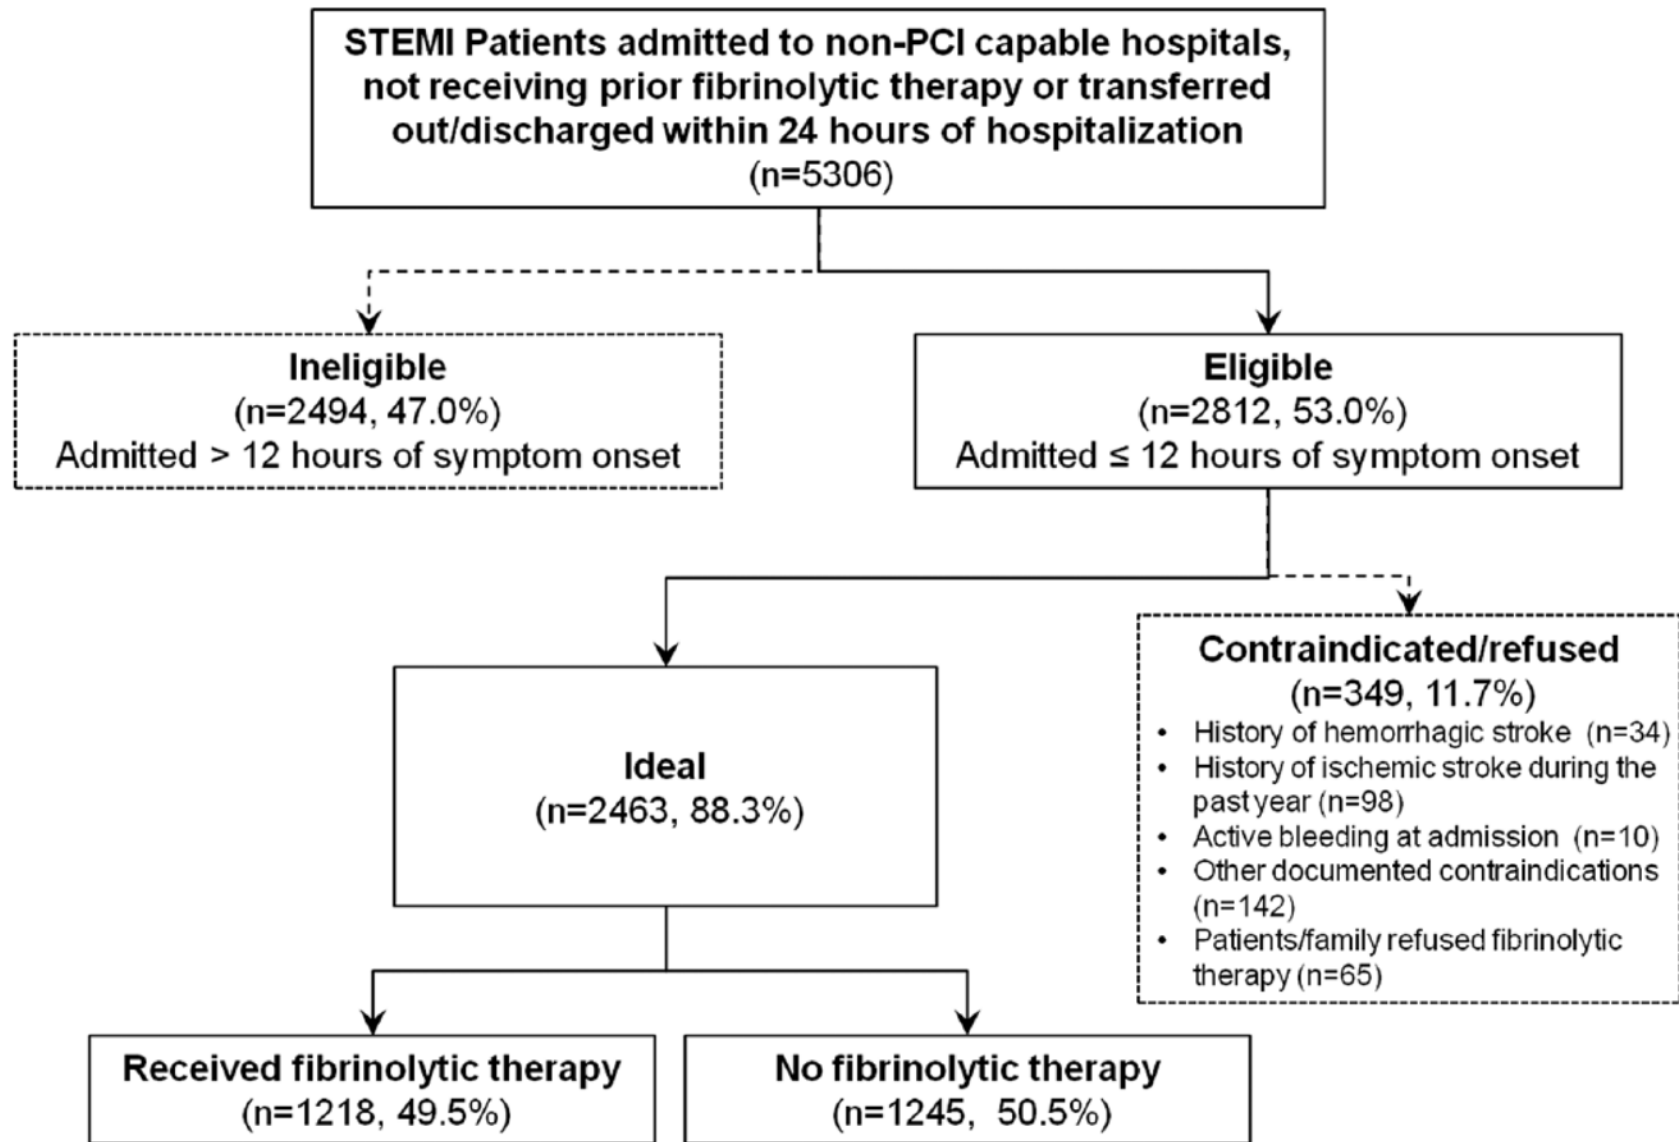 STEMI Patients admitted to non-PCI capable hospitals,
not receiving prior fibrinolytic therapy or transferred
out/discharged within 24 hours of hospitalization
(n=5306)
Ineligible
(n=2494, 47.0%)
Admitted > 12 hours of symptom onset
Eligible
(n=2812, 53.0%)
Admitted ≤ 12 hours of symptom onset
Contraindicated/refused
(n=349, 11.7%)
• History of hemorrhagic stroke (n=34)
• History of ischemic stroke during the
past year (n=98)
• Active bleeding at admission (n=10)
• Other documented contraindications
(n=142)
• Patients/family refused fibrinolytic
therapy (n=65)
Ideal
(n=2463, 88.3%)
Received fibrinolytic therapy
(n=1218, 49.5%)
No fibrinolytic therapy
(n=1245, 50.5%)